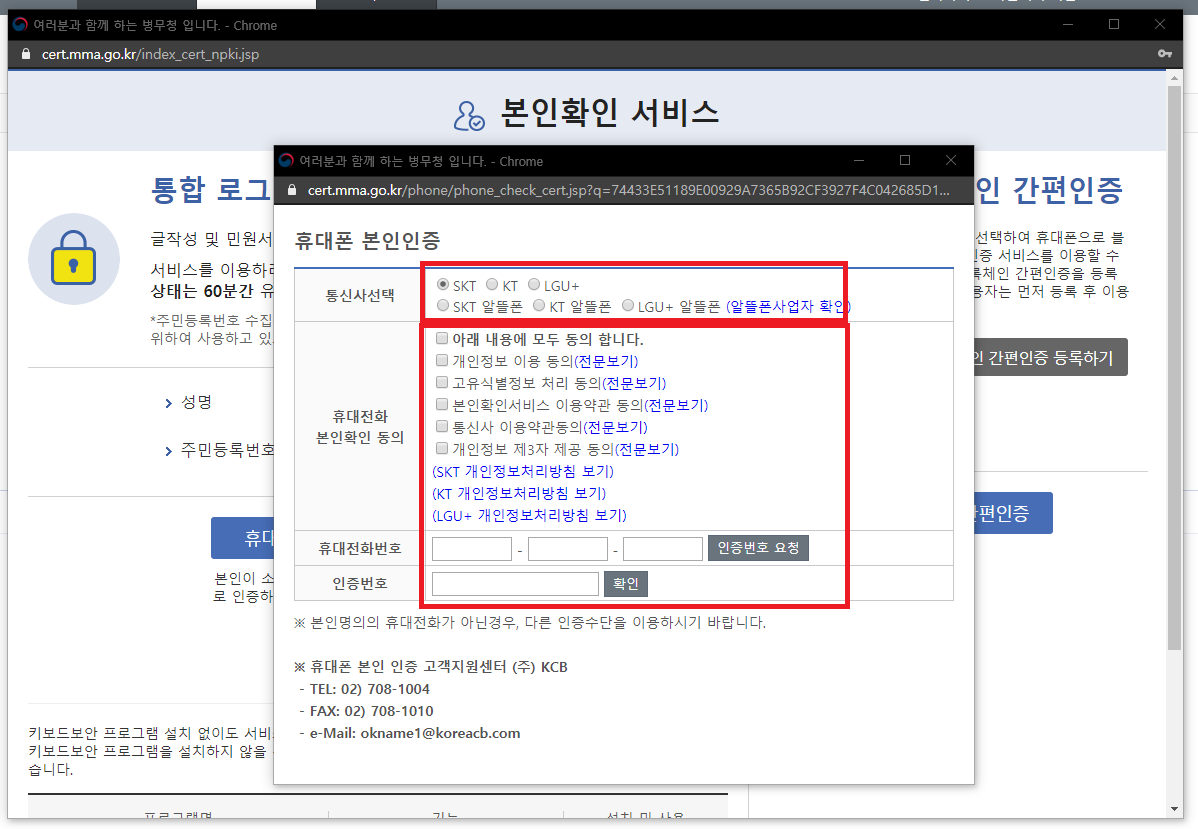 여러분과 함께 하는 병무청 입니다. - Chrome
cert.mma.go.kr/index_cert_npki.jsp
본인확인 서비스
통합 로그
글작성 및 민원서
서비스를 이용하려
상태는 60분간 유
*주민등록번호 수집
위하여 사용하고 있
성명
주민등록번호
휴대
본인이 소
로 인증하
키보드보안 프로그램 설치 없이도 서비
키보드보안 프로그램을 설치하지 않을
습니다.
프로그램명 기능 설치 및 사용
인 간편인증
선택하여 휴대폰으로 블
인증 서비스를 이용할 수
록체인 간편인증을 등록
용자는 먼저 등록 후 이용
인 간편인증 등록하기
간편인증
여러분과 함께 하는 병무청 입니다. - Chrome
cert.mma.go.kr/phone/phone_check_cert.jsp?q=74433E51189E00929A7365B92CF3927F4C042685D1...
휴대폰 본인인증
통신사선택
SKT KT LGU+
SKT 알뜰폰 KT 알뜰폰 LGU+ 알뜰폰 (알뜰폰사업자 확인)
휴대전화
본인확인 동의
아래 내용에 모두 동의 합니다.
개인정보 이용 동의(전문보기)
고유식별정보 처리 동의(전문보기)
본인확인서비스 이용약관 동의(전문보기)
통신사 이용약관동의(전문보기)
개인정보 제3자 제공 동의(전문보기)
(SKT 개인정보처리방침 보기)
(KT 개인정보처리방침 보기)
(LGU+ 개인정보처리방침 보기)
휴대전화번호 - - 인증번호 요청
인증번호 확인
※ 본인명의의 휴대전화가 아닌경우, 다른 인증수단을 이용하시기 바랍니다.
※ 휴대폰 본인 인증 고객지원센터 (주) KCB
- TEL: 02) 708-1004
- FAX: 02) 708-1010
- e-Mail: okname1@koreacb.com